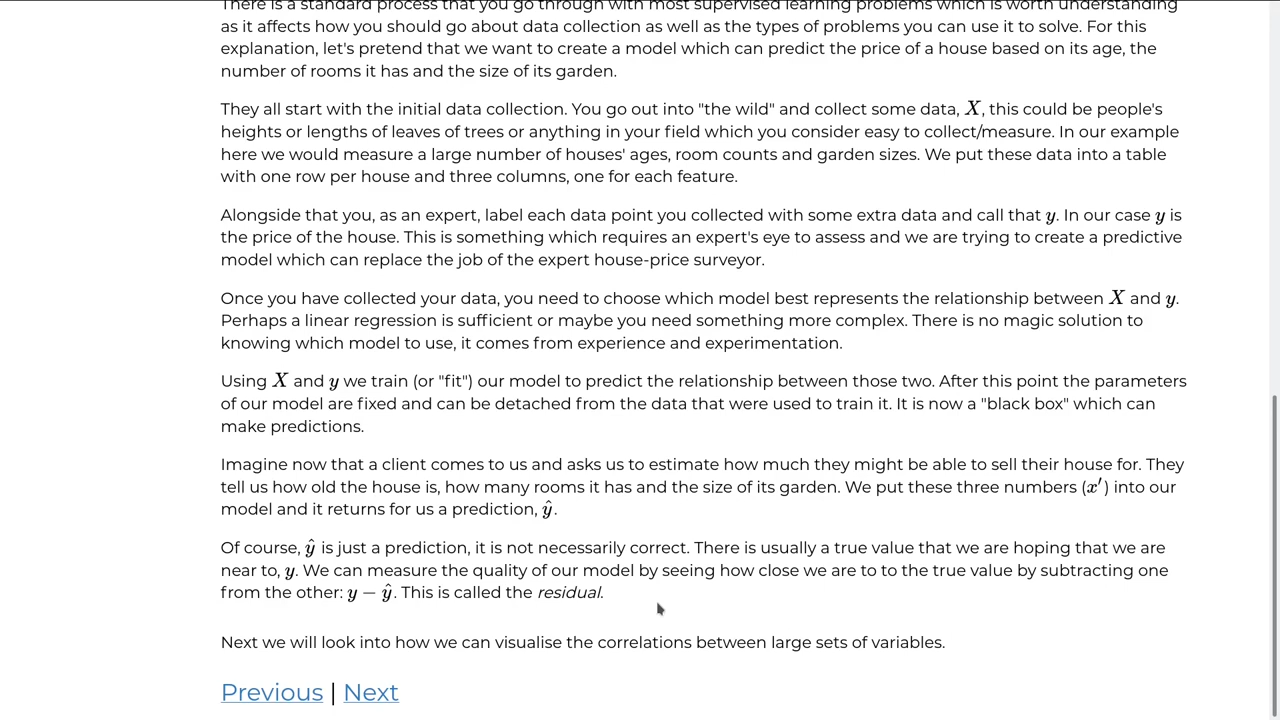 There is a standard process that you go through with most supervised learning problems which is worth understanding
as it affects how you should go about data collection as well as the types of problems you can use it to solve. For this
explanation, let's pretend that we want to create a model which can predict the price of a house based on its age, the
number of rooms it has and the size of its garden.
They all start with the initial data collection. You go out into "the wild" and collect some data, X, this could be people's
heights or lengths of leaves of trees or anything in your field which you consider easy to collect/measure. In our example
here we would measure a large number of houses' ages, room counts and garden sizes. We put these data into a table
with one row per house and three columns, one for each feature.
Alongside that you, as an expert, label each data point you collected with some extra data and call that y. In our case y is
the price of the house. This is something which requires an expert's eye to assess and we are trying to create a predictive
model which can replace the job of the expert house-price surveyor.
Once you have collected your data, you need to choose which model best represents the relationship between X and y.
Perhaps a linear regression is sufficient or maybe you need something more complex. There is no magic solution to
knowing which model to use, it comes from experience and experimentation.
Using X and y we train (or "fit") our model to predict the relationship between those two. After this point the parameters
of our model are fixed and can be detached from the data that were used to train it. It is now a "black box" which can
make predictions.
Imagine now that a client comes to us and asks us to estimate how much they might be able to sell their house for. They
tell us how old the house is, how many rooms it has and the size of its garden. We put these three numbers (x′) into our
model and it returns for us a prediction, ŷ.
Of course, ŷ is just a prediction, it is not necessarily correct. There is usually a true value that we are hoping that we are
near to, y. We can measure the quality of our model by seeing how close we are to to the true value by subtracting one
from the other: y − ŷ. This is called the residual.
Next we will look into how we can visualise the correlations between large sets of variables.
Previous | Next